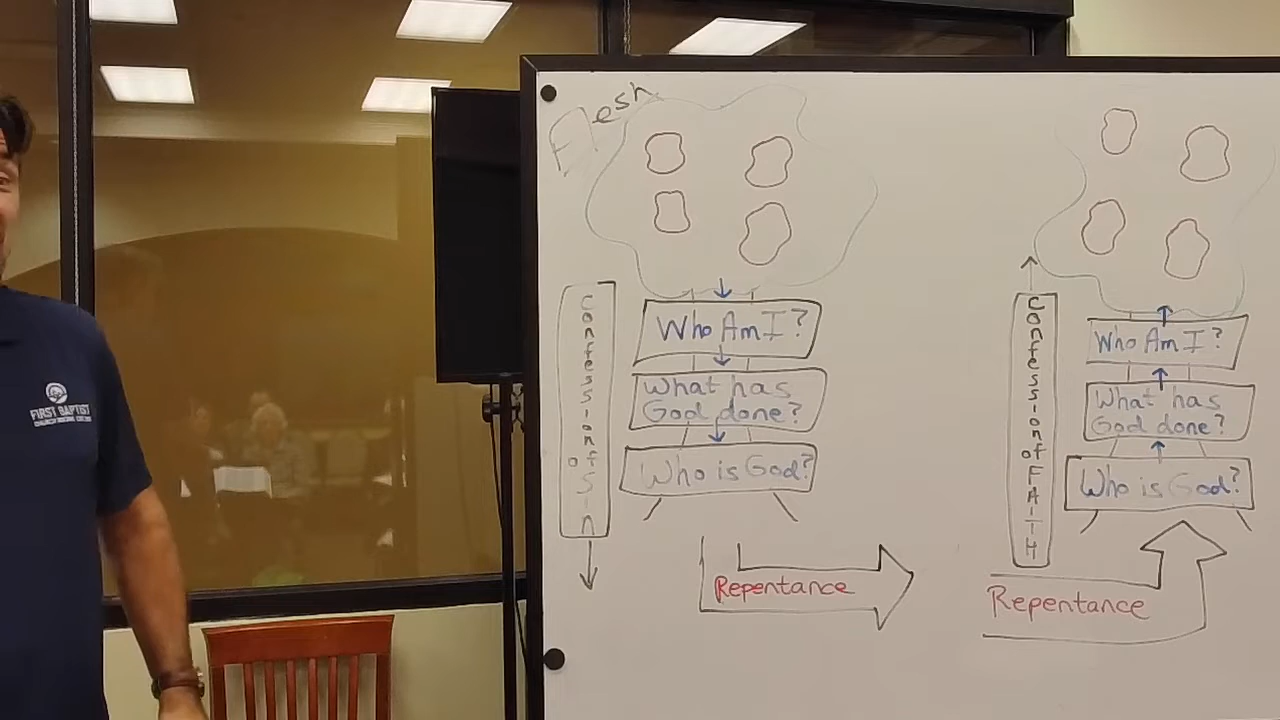 Flesh
Confession of Sin
Who Am I?
What has
God done?
Who is God?
Repentance
Confession of FAITH
Who Am I?
What has
God done?
Who is God?
Repentance
FIRST BAPTIST